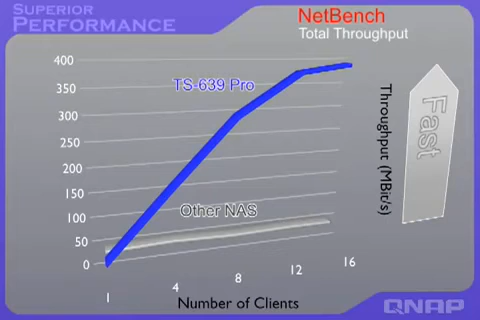 SUPERIOR
PERFORMANCE
NetBench
Total Throughput
400
350
300
250
200
150
100
50
0
TS-639 Pro
Other NAS
1
4
8
12
16
Number of Clients
Throughput (MBit/s)
Fast
QNAP